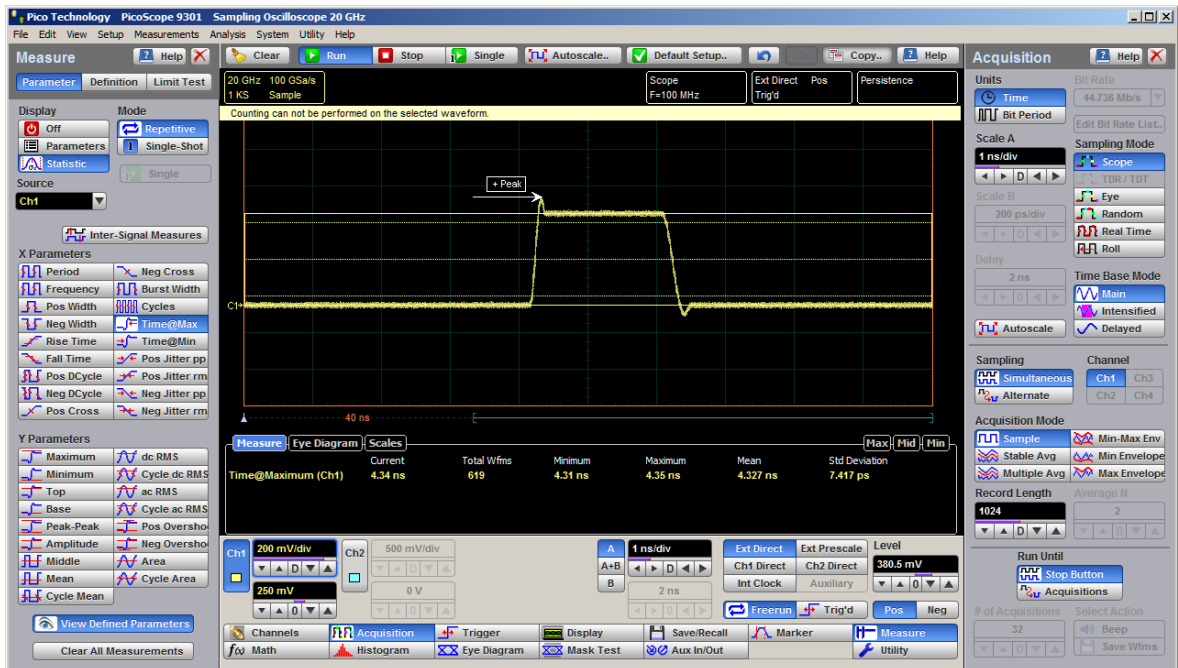 Pico Technology PicoScope 9301 Sampling Oscilloscope 20 GHz
File Edit View Setup Measurements Analysis System Utility Help
Measure
Help
Parameter Definition Limit Test
Display
Mode
Off
Repetitive
Parameters
Single-Shot
Statistic
Single
Source
Ch1
Inter-Signal Measures
X Parameters
Period Neg Cross
Frequency Burst Width
Pos Width Cycles
Neg Width Time@Max
Rise Time Time@Min
Fall Time Pos Jitter pp
Pos DCycle Pos Jitter rm
Neg DCycle Neg Jitter pp
Pos Cross Neg Jitter rm
Y Parameters
Maximum dc RMS
Minimum Cycle dc RMS
Top ac RMS
Base Cycle ac RMS
Peak-Peak Pos Oversho
Amplitude Neg Oversho
Middle Area
Mean Cycle Area
Cycle Mean
View Defined Parameters
Clear All Measurements
Clear Run Stop Single Autoscale.. Default Setup.. Copy.. Help
20 GHz 100 GSa/s
1 KS Sample
Scope
F=100 MHz
Ext Direct Pos
Trig'd
Persistence
Counting can not be performed on the selected waveform.
+ Peak
C1
40 ns
Measure Eye Diagram Scales
Max Mid Min
Current Total Wfms Minimum Maximum Mean Std Deviation
Time@Maximum (Ch1) 4.34 ns 619 4.31 ns 4.35 ns 4.327 ns 7.417 ps
Ch1 200 mV/div
D
250 mV
0
Ch2 500 mV/div
D
0 V
0
A
A+B
B
1 ns/div
D
2 ns
0
Ext Direct Ext Prescale
Ch1 Direct Ch2 Direct
Int Clock Auxiliary
Freerun Trig'd
Level
380.5 mV
0
Pos Neg
Channels Acquisition Trigger Display Save/Recall Marker Measure
f(x) Math Histogram Eye Diagram Mask Test Aux In/Out Utility
Acquisition
Help
Units
Time
Bit Period
Bit Rate
44.736 Mb/s
Edit Bit Rate List..
Scale A
1 ns/div
D
Scale B
200 ps/div
D
Delay
2 ns
0
Autoscale
Sampling Mode
Scope
TDR / TDT
Eye
Random
Real Time
Roll
Time Base Mode
Main
Intensified
Delayed
Sampling
Simultaneous
Alternate
Channel
Ch1 Ch3
Ch2 Ch4
Acquisition Mode
Sample Min-Max Env
Stable Avg Min Envelope
Multiple Avg Max Envelope
Record Length
1024
D
Average N
2
D
Run Until
Stop Button
Acquisitions
# of Acquisitions
32
D
Select Action
Beep
Save Wfms